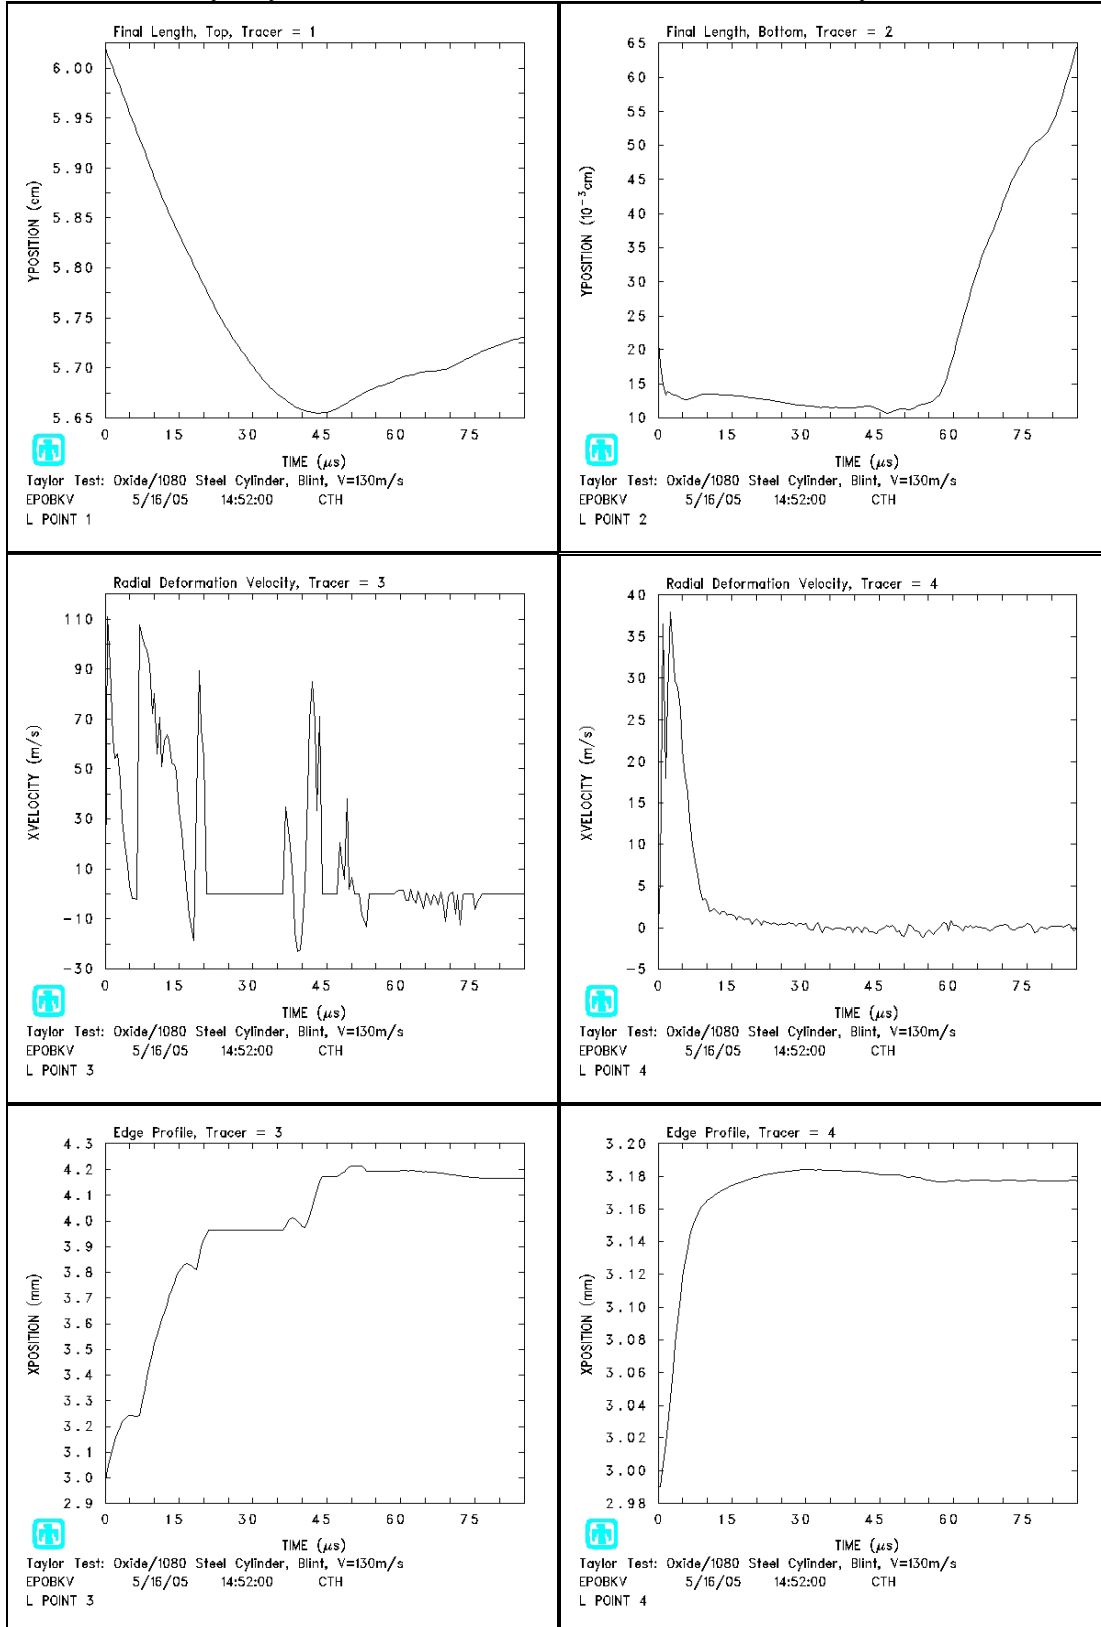 Final Length, Top, Tracer = 1
6.00
5.95
5.90
5.85
5.80
5.75
5.70
5.65
YPOSITION (cm)
0 15 30 45 60 75
TIME (μs)
Taylor Test: Oxide/1080 Steel Cylinder, Blint, V=130m/s
EPOBKV 5/16/05 14:52:00 CTH
L POINT 1
Final Length, Bottom, Tracer = 2
65
60
55
50
45
40
35
30
25
20
15
10
YPOSITION (10⁻³cm)
0 15 30 45 60 75
TIME (μs)
Taylor Test: Oxide/1080 Steel Cylinder, Blint, V=130m/s
EPOBKV 5/16/05 14:52:00 CTH
L POINT 2
Radial Deformation Velocity, Tracer = 3
110
90
70
50
30
10
-10
-30
XVELOCITY (m/s)
0 15 30 45 60 75
TIME (μs)
Taylor Test: Oxide/1080 Steel Cylinder, Blint, V=130m/s
EPOBKV 5/16/05 14:52:00 CTH
L POINT 3
Radial Deformation Velocity, Tracer = 4
40
35
30
25
20
15
10
5
0
-5
XVELOCITY (m/s)
0 15 30 45 60 75
TIME (μs)
Taylor Test: Oxide/1080 Steel Cylinder, Blint, V=130m/s
EPOBKV 5/16/05 14:52:00 CTH
L POINT 4
Edge Profile, Tracer = 3
4.3
4.2
4.1
4.0
3.9
3.8
3.7
3.6
3.5
3.4
3.3
3.2
3.1
3.0
2.9
XPOSITION (mm)
0 15 30 45 60 75
TIME (μs)
Taylor Test: Oxide/1080 Steel Cylinder, Blint, V=130m/s
EPOBKV 5/16/05 14:52:00 CTH
L POINT 3
Edge Profile, Tracer = 4
3.20
3.18
3.16
3.14
3.12
3.10
3.08
3.06
3.04
3.02
3.00
2.98
XPOSITION (mm)
0 15 30 45 60 75
TIME (μs)
Taylor Test: Oxide/1080 Steel Cylinder, Blint, V=130m/s
EPOBKV 5/16/05 14:52:00 CTH
L POINT 4